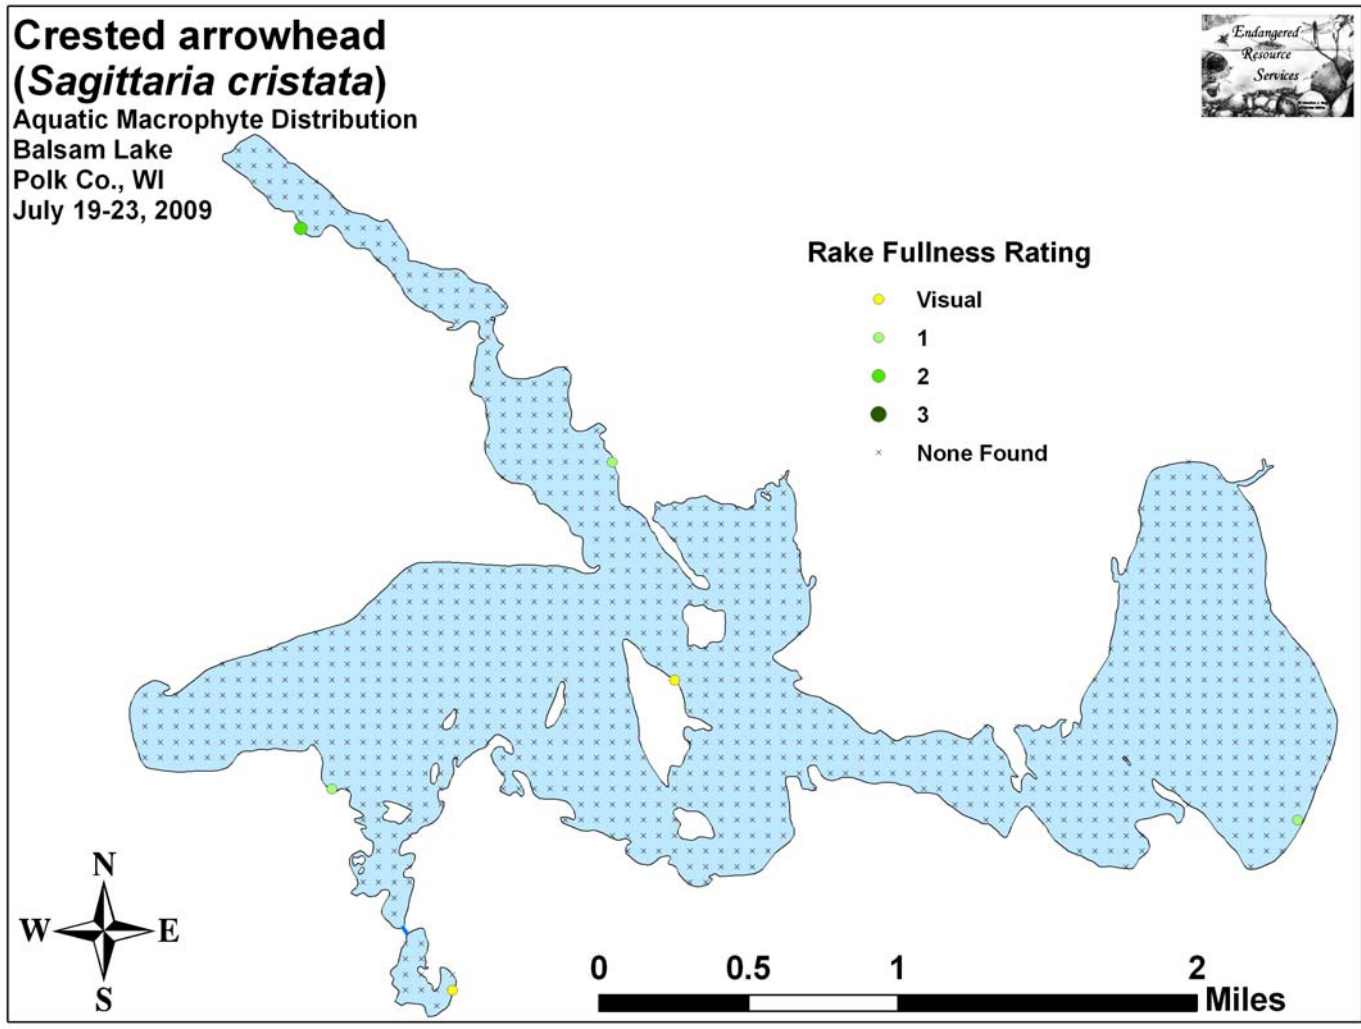 Crested arrowhead
(Sagittaria cristata)
Aquatic Macrophyte Distribution
Balsam Lake
Polk Co., WI
July 19-23, 2009
Endangered
Resource
Services
Rake Fullness Rating
Visual
1
2
3
None Found
N
W E
S
0 0.5 1 2
Miles